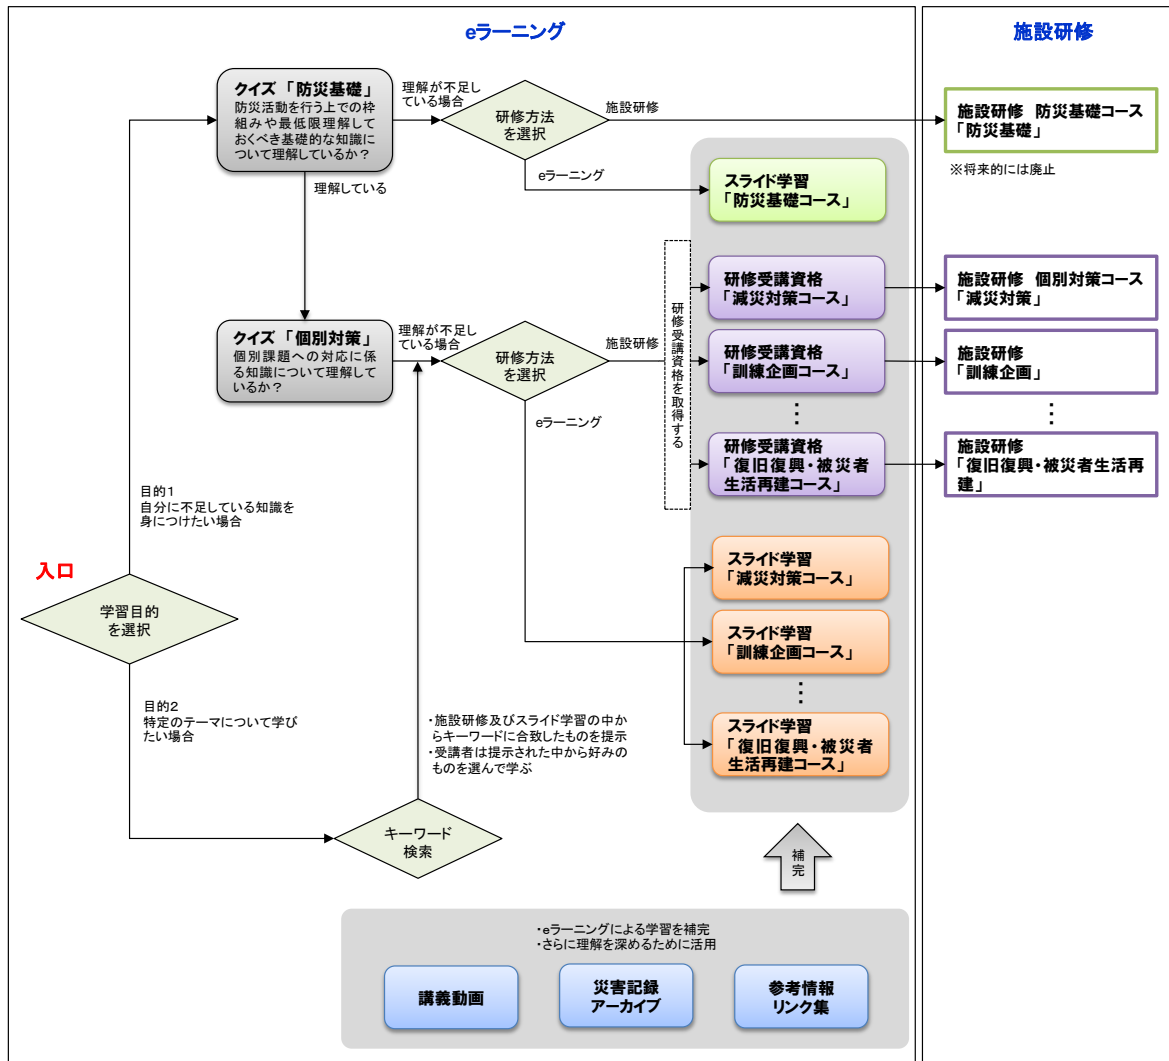 eラーニング
施設研修
クイズ 「防災基礎」
防災活動を行う上での枠
組みや最低限理解して
おくべき基礎的な知識に
ついて理解しているか？
理解が不足し
ている場合
研修方法
を選択
施設研修
施設研修 防災基礎コース
「防災基礎」
※将来的には廃止
eラーニング
スライド学習
「防災基礎コース」
理解している
研修受講資格を取得する
研修受講資格
「減災対策コース」
施設研修 個別対策コース
「減災対策」
クイズ 「個別対策」
個別課題への対応に係
る知識について理解して
いるか？
理解が不足し
ている場合
研修方法
を選択
施設研修
研修受講資格
「訓練企画コース」
施設研修
「訓練企画」
eラーニング
⋮
⋮
研修受講資格
「復旧復興・被災者
生活再建コース」
施設研修
「復旧復興・被災者生活再
建」
目的１
自分に不足している知識を
身につけたい場合
入口
学習目的
を選択
スライド学習
「減災対策コース」
スライド学習
「訓練企画コース」
⋮
スライド学習
「復旧復興・被災者
生活再建コース」
目的２
特定のテーマについて学び
たい場合
・施設研修及びスライド学習の中か
らキーワードに合致したものを提示
・受講者は提示された中から好みの
ものを選んで学ぶ
キーワード
検索
補完
・eラーニングによる学習を補完
・さらに理解を深めるために活用
講義動画
災害記録
アーカイブ
参考情報
リンク集